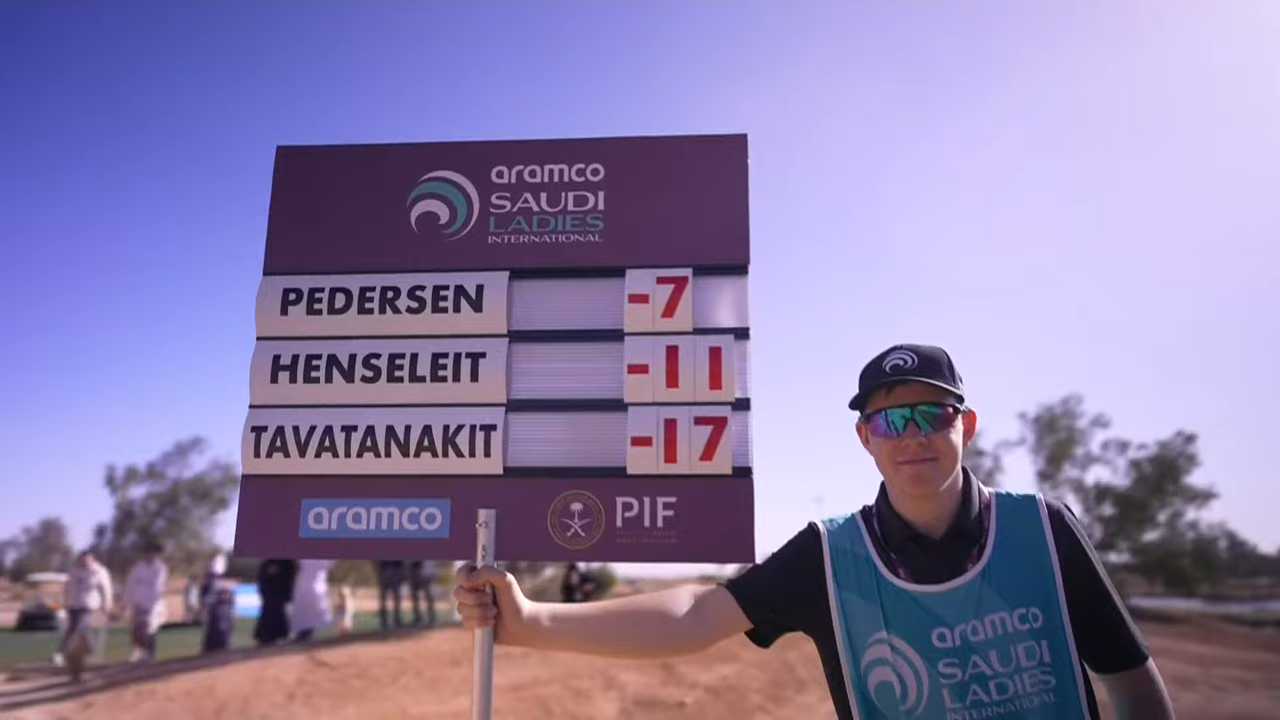 aramco
SAUDI
LADIES
INTERNATIONAL
PEDERSEN -7
HENSELEIT -11
TAVATANAKIT -17
aramco PIF
aramco
SAUDI
LADIES
INTERNATIONAL